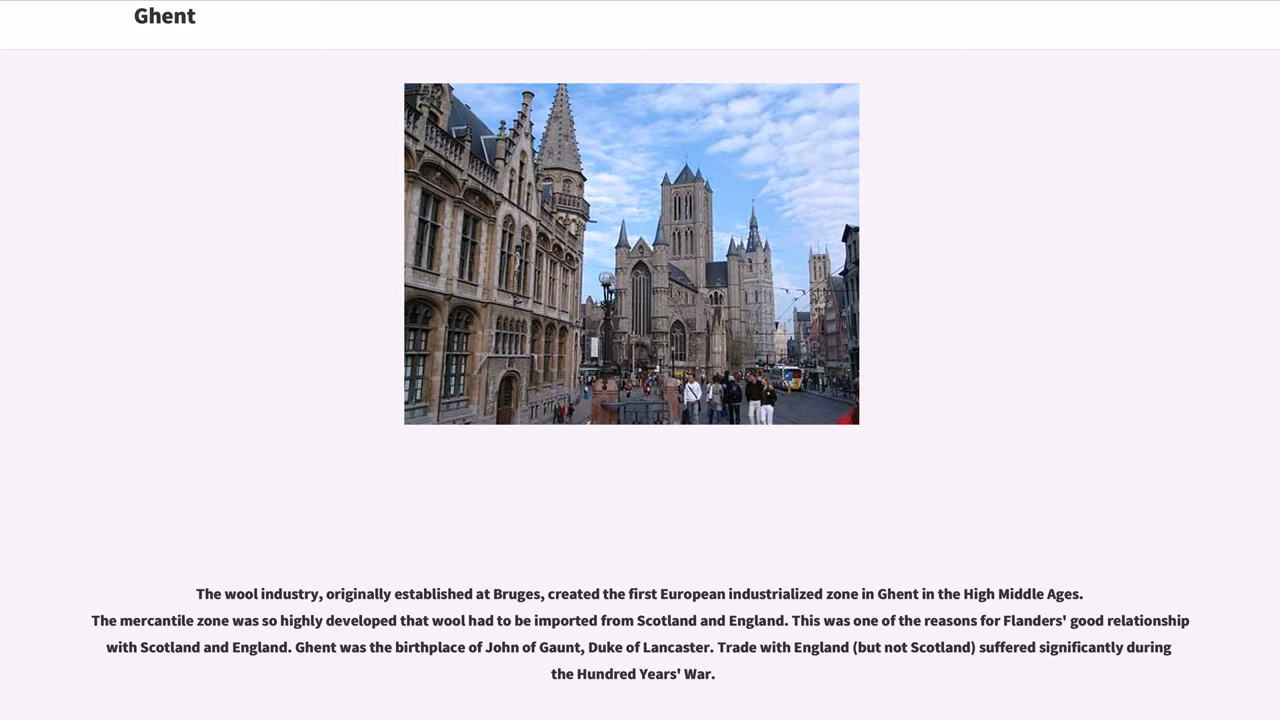 Ghent
The wool industry, originally established at Bruges, created the first European industrialized zone in Ghent in the High Middle Ages.
The mercantile zone was so highly developed that wool had to be imported from Scotland and England. This was one of the reasons for Flanders' good relationship
with Scotland and England. Ghent was the birthplace of John of Gaunt, Duke of Lancaster. Trade with England (but not Scotland) suffered significantly during
the Hundred Years' War.